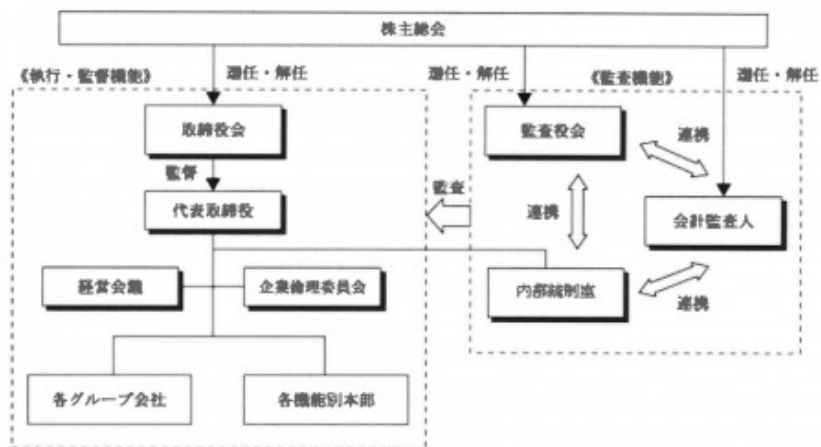 株主総会
選任・解任
選任・解任
選任・解任
《執行・監督機能》
《監査機能》
取締役会
監査役会
連携
監督
監査
代表取締役
連携
会計監査人
経営会議
企業倫理委員会
内部統制室
連携
各グループ会社
各機能別本部